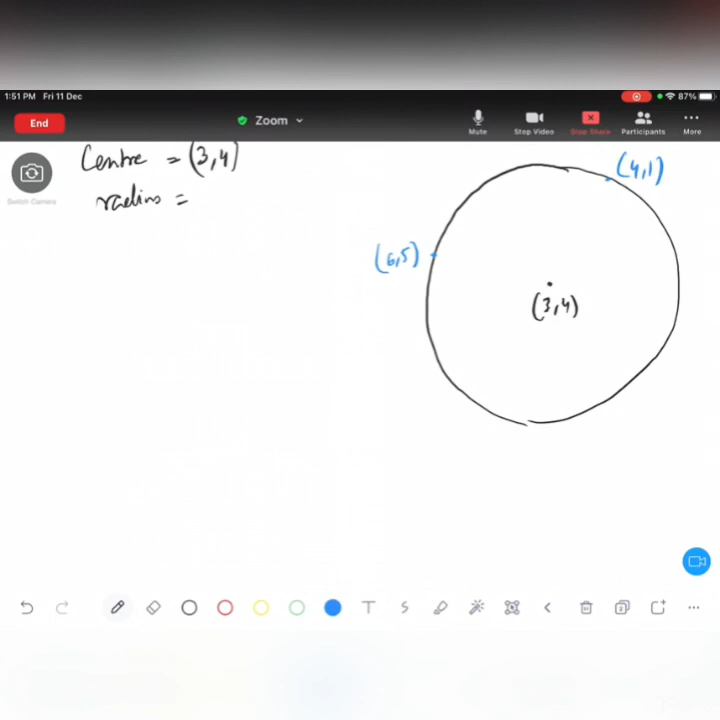 1:51 PM Fri 11 Dec
87%
End
Zoom
Mute
Stop Video
Stop Share
Participants
More
Switch Camera
Centre = (3,4)
radius =
(4,1)
(6,5)
(3,4)
T
2